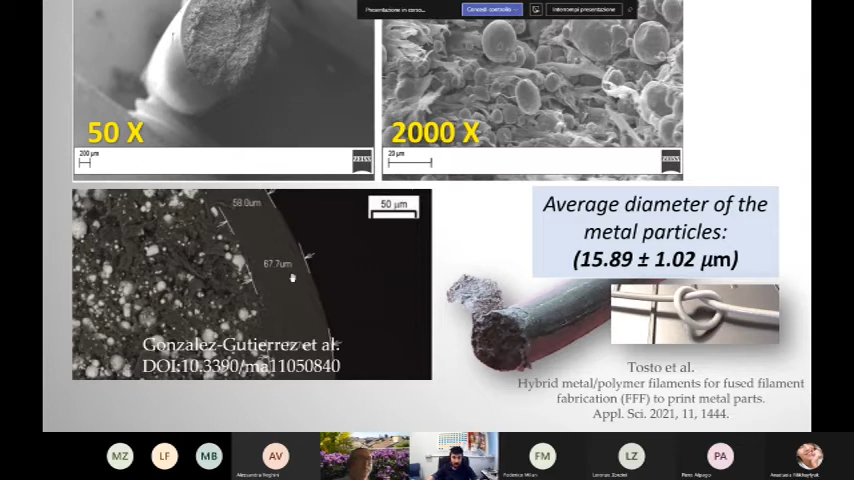 Presentazione in corso...
Concedi controllo
Interrompi presentazione
50 X
2000 X
200 µm
ZEISS
20 µm
ZEISS
58.0um
67.7um
50 µm
Gonzalez-Gutierrez et al.
DOI:10.3390/ma11050840
Average diameter of the
metal particles:
(15.89 ± 1.02 µm)
Tosto et al.
Hybrid metal/polymer filaments for fused filament
fabrication (FFF) to print metal parts.
Appl. Sci. 2021, 11, 1444.
MZ
LF
MB
AV
FM
LZ
PA